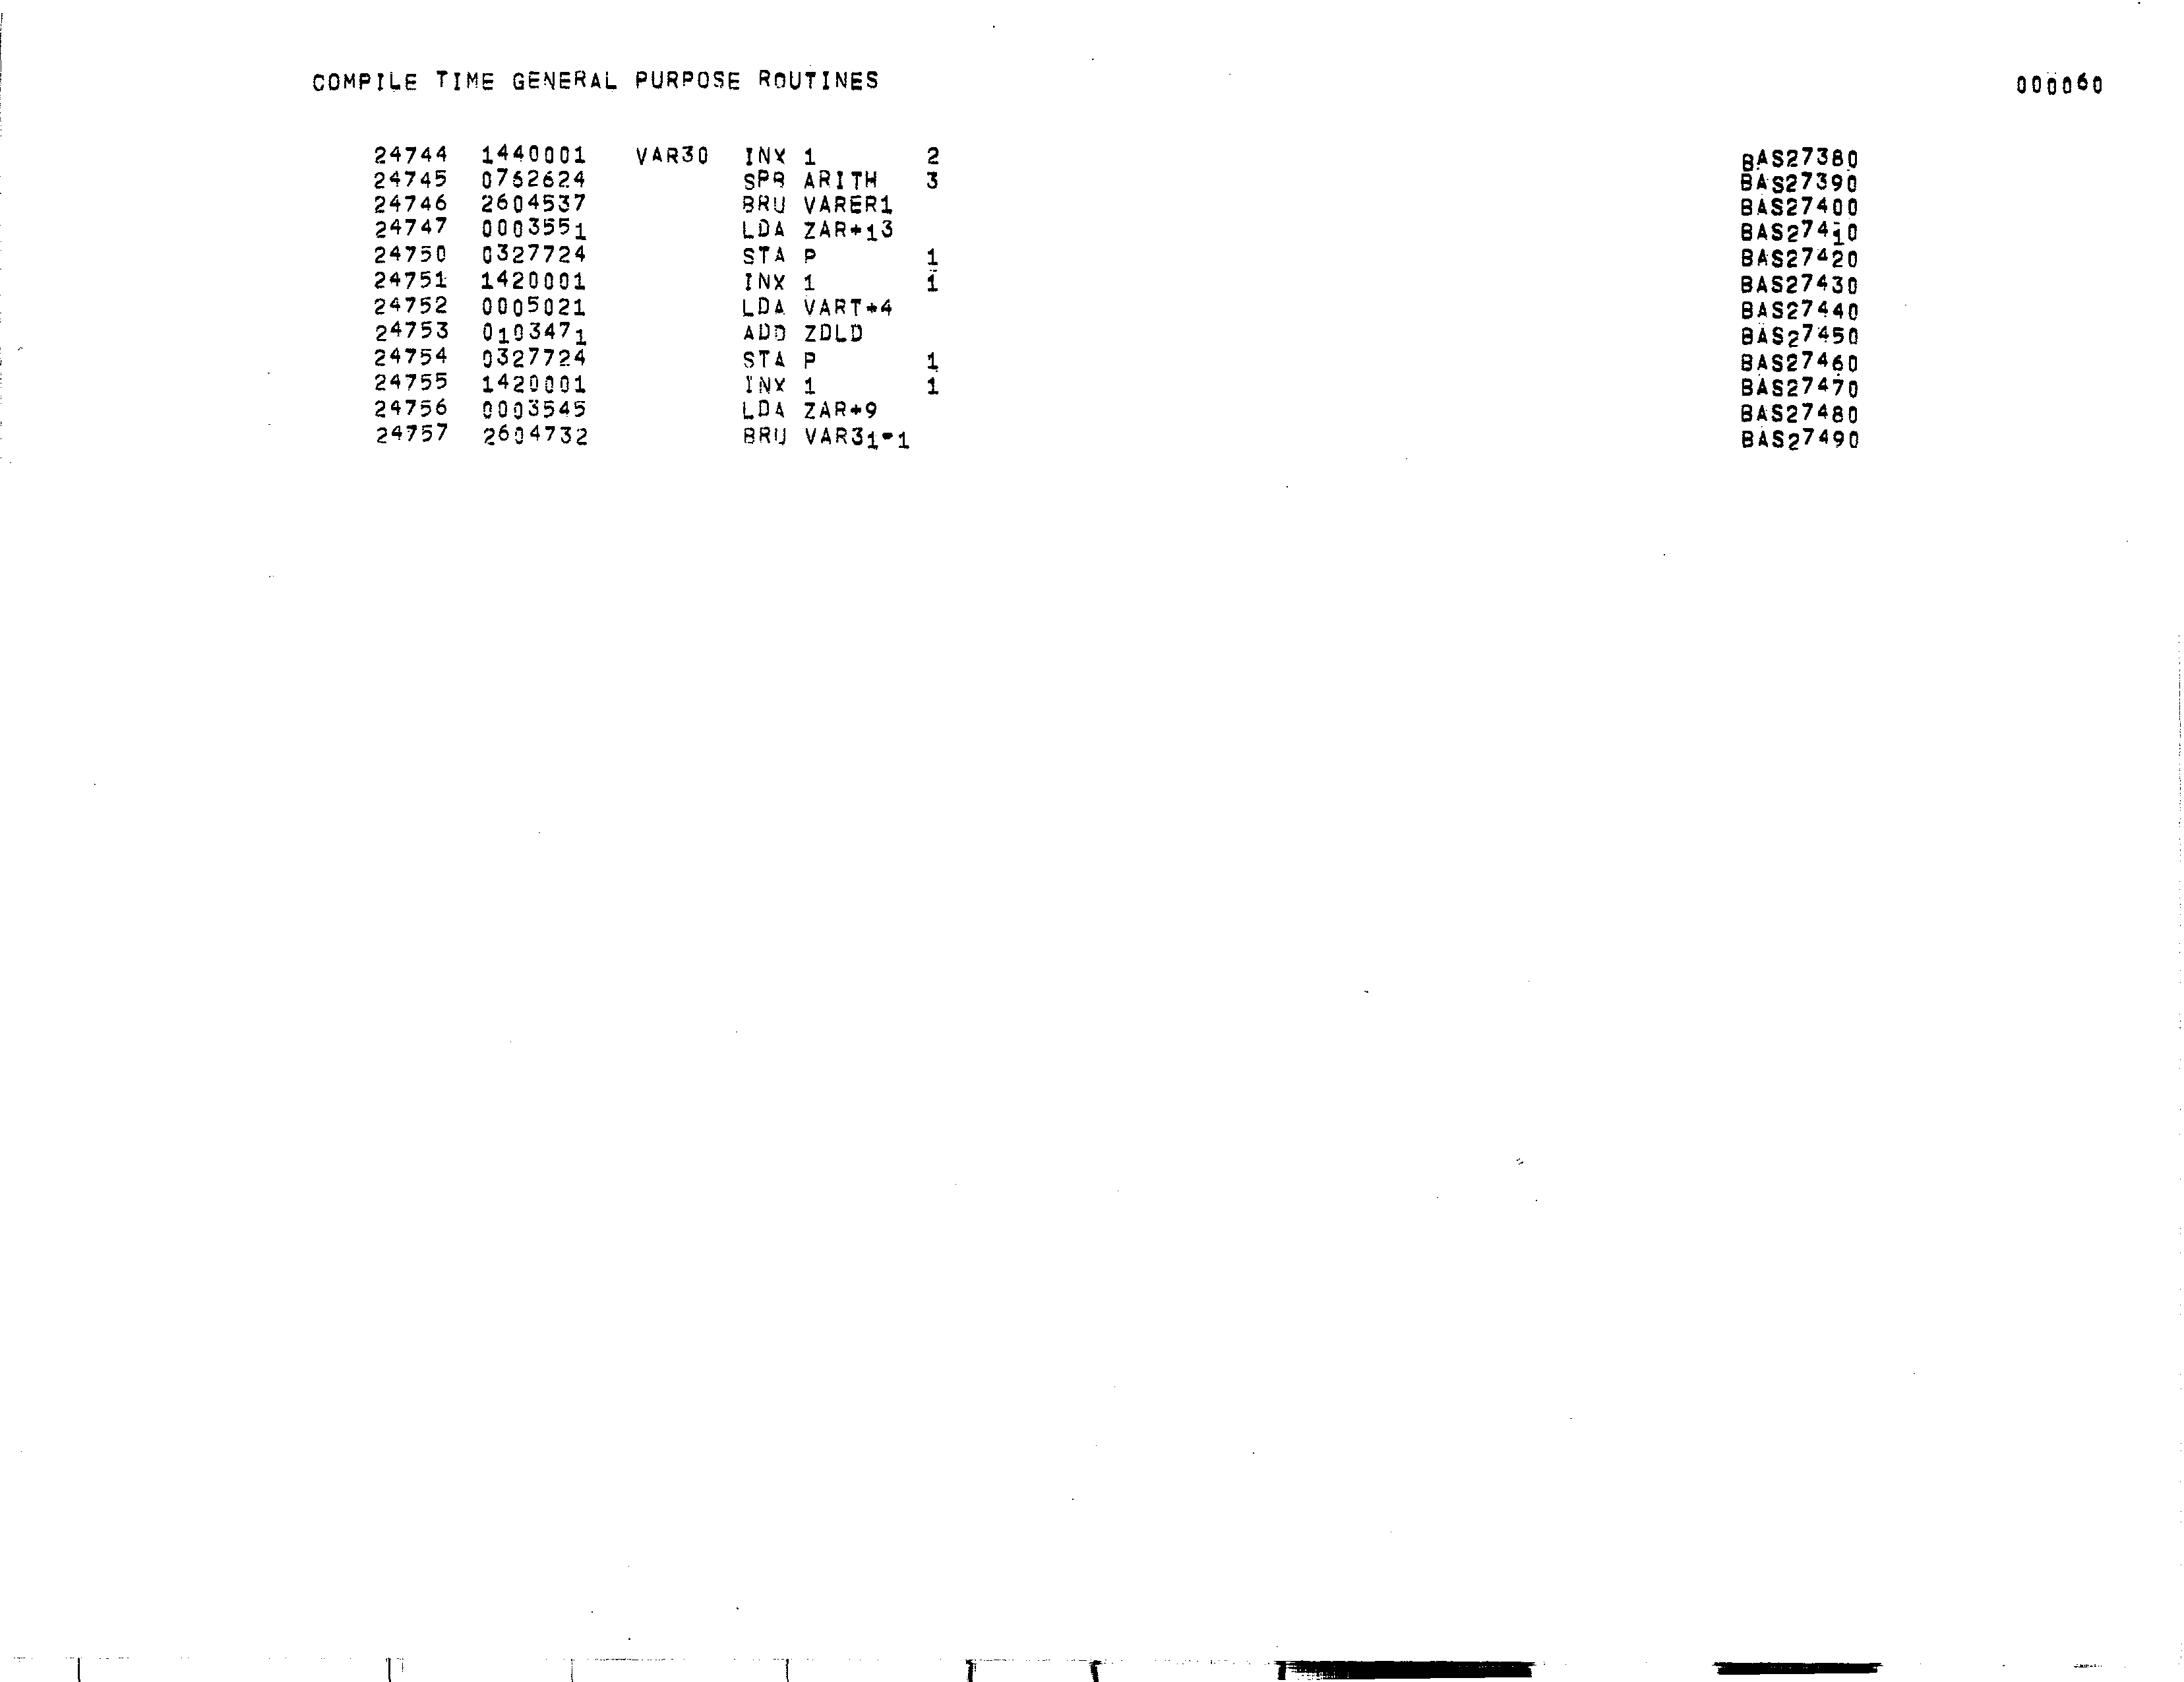 COMPILE TIME GENERAL PURPOSE ROUTINES 000060
24744 1440001 VAR30 INX 1 2 BAS27380
24745 0762624 SPB ARITH 3 BAS27390
24746 2604537 BRU VARER1 BAS27400
24747 0003551 LDA ZAR+13 BAS27410
24750 0327724 STA P 1 BAS27420
24751 1420001 INX 1 1 BAS27430
24752 0005021 LDA VART+4 BAS27440
24753 0103471 ADD ZDLD BAS27450
24754 0327724 STA P 1 BAS27460
24755 1420001 INX 1 1 BAS27470
24756 0003545 LDA ZAR+9 BAS27480
24757 2604732 BRU VAR31-1 BAS27490